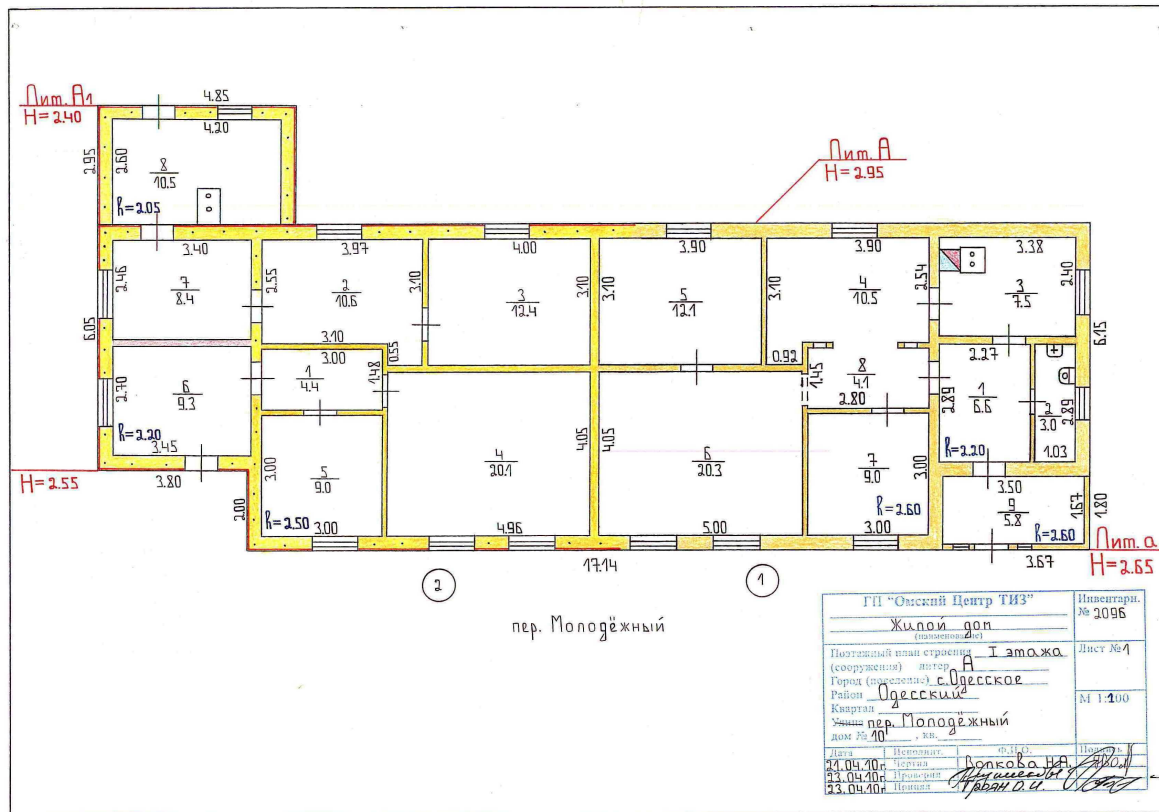 Лит. А1
H=2.40
4.85
4.20
2.95
2.60
8
10.5
h=2.05
Лит. А
H=2.95
3.40
3.97
4.00
3.90
3.90
3.38
2.46
7
8.4
2.55
2
10.6
3.10
3
12.4
3.10
3.10
5
12.1
3.10
4
10.5
2.54
3
7.5
2.40
6.05
3.10
0.55
6.15
3.00
1
4.4
1.48
0.92
1.45
8
4.1
2.80
2.27
2.70
6
9.3
h=2.20
3.45
2.89
1
6.6
h=2.20
2
3.0
2.89
1.03
3.80
H=2.55
2.00
3.00
5
9.0
h=2.50
3.00
4
20.1
4.96
4.05
4.05
6
20.3
5.00
7
9.0
3.00
h=2.60
3.00
3.50
9
5.8
1.67
h=2.60
1.80
3.67
Лит. а
H=2.65
17.14
2
1
пер. Молодёжный
ГП "Омский Центр ТИЗ"
Инвентарн.
№ 2096
Жилой дом
(наименование)
Поэтажный план строения I этажа
Лист №1
(сооружения) литер А
Город (поселение) с.Одесское
Район Одесский
М 1:100
Квартал
Улица пер. Молодёжный
дом № 10 , кв.
Дата Исполнит. Ф.И.О. Подпись
21.04.10г Чертил Волкова Н.А.
23.04.10г Проверил
23.04.10г Принял